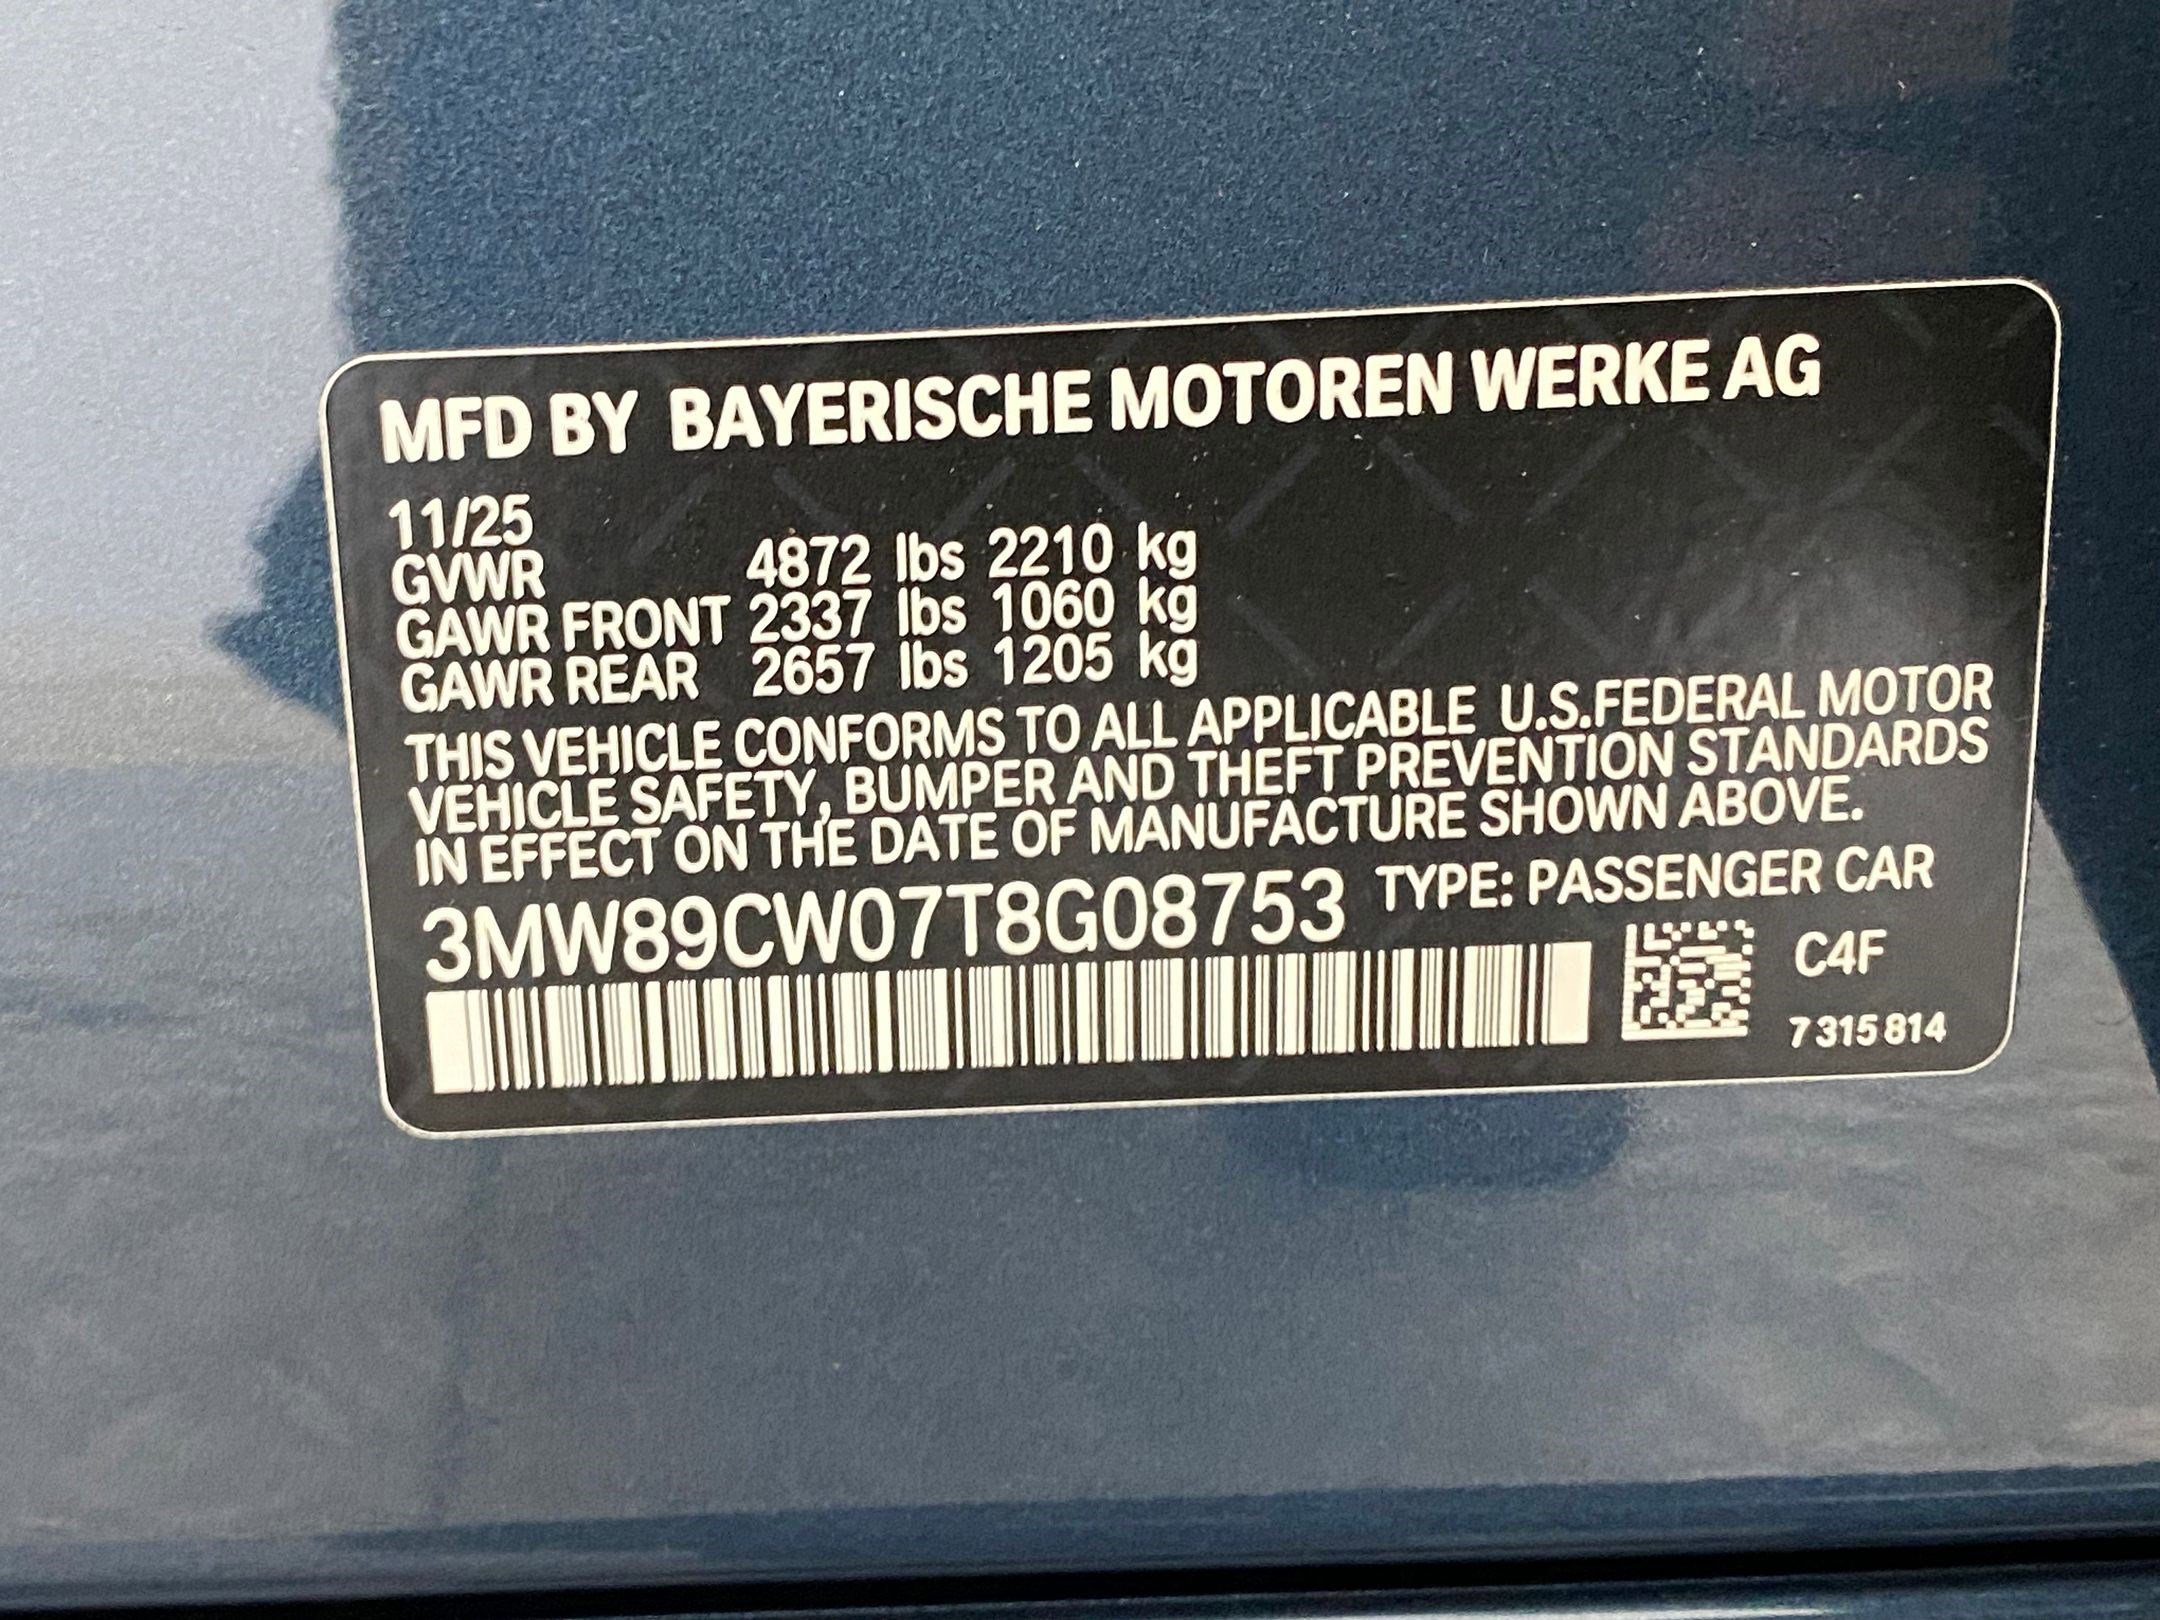 MFD BY BAYERISCHE MOTOREN WERKE AG
11/25
GVWR 4872 lbs 2210 kg
GAWR FRONT 2337 lbs 1060 kg
GAWR REAR 2657 lbs 1205 kg
THIS VEHICLE CONFORMS TO ALL APPLICABLE U.S.FEDERAL MOTOR
VEHICLE SAFETY, BUMPER AND THEFT PREVENTION STANDARDS
IN EFFECT ON THE DATE OF MANUFACTURE SHOWN ABOVE.
3MW89CW07T8G08753 TYPE: PASSENGER CAR
C4F
7 315 814